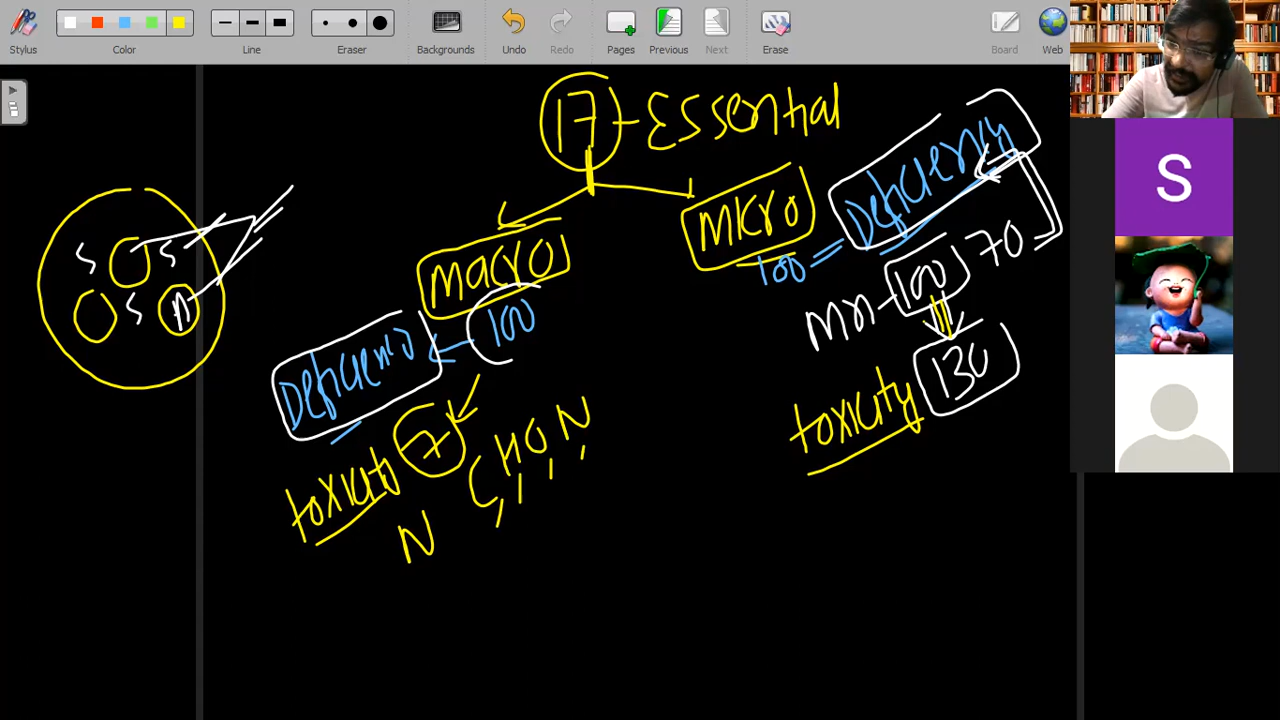 Stylus
Color
Line
Eraser
Backgrounds
Undo
Redo
Pages
Previous
Next
Erase
Board
Web
17 - Essential
Macro
Micro
Deficiency
100
Mn - 100 70
130
toxicity
100
toxicity
C, H, O, N
N
S S
S n
S